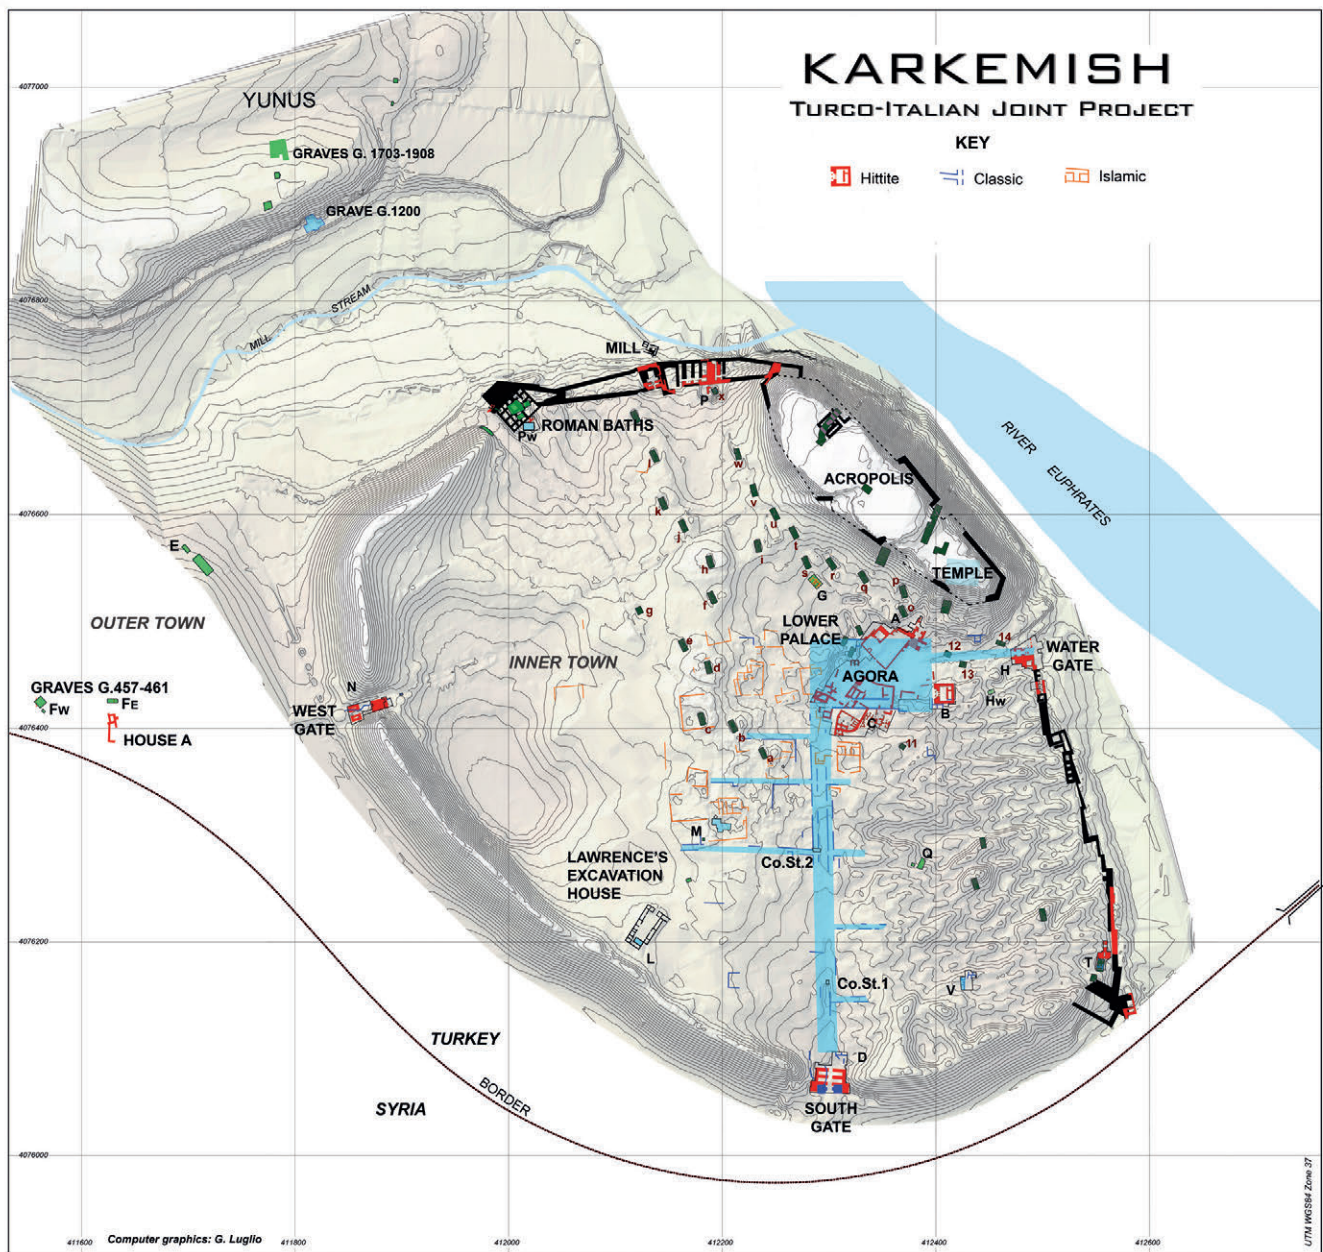 KARKEMISH
TURCO-ITALIAN JOINT PROJECT
KEY
Hittite
Classic
Islamic
4077000
YUNUS
GRAVES G. 1703-1908
GRAVE G.1200
4076800
MILL
STREAM
MILL
P
x
ROMAN BATHS
Pw
RIVER
EUPHRATES
l
w
ACROPOLIS
k
v
4076600
u
j
t
E
i
h
s
r
q
p
TEMPLE
G
f
o
g
OUTER TOWN
LOWER
PALACE
A
INNER TOWN
e
m
12
14
WATER
GATE
H
13
d
AGORA
GRAVES G.457-461
N
Hw
Fw
FE
WEST
GATE
B
C
4076400
HOUSE A
c
b
11
a
M
LAWRENCE'S
EXCAVATION
HOUSE
Co.St.2
Q
4076200
L
T
Co.St.1
V
TURKEY
D
SYRIA
BORDER
SOUTH
GATE
4076000
UTM WGS84 Zone 37
411600
Computer graphics: G. Luglio
411800
412000
412200
412400
412600